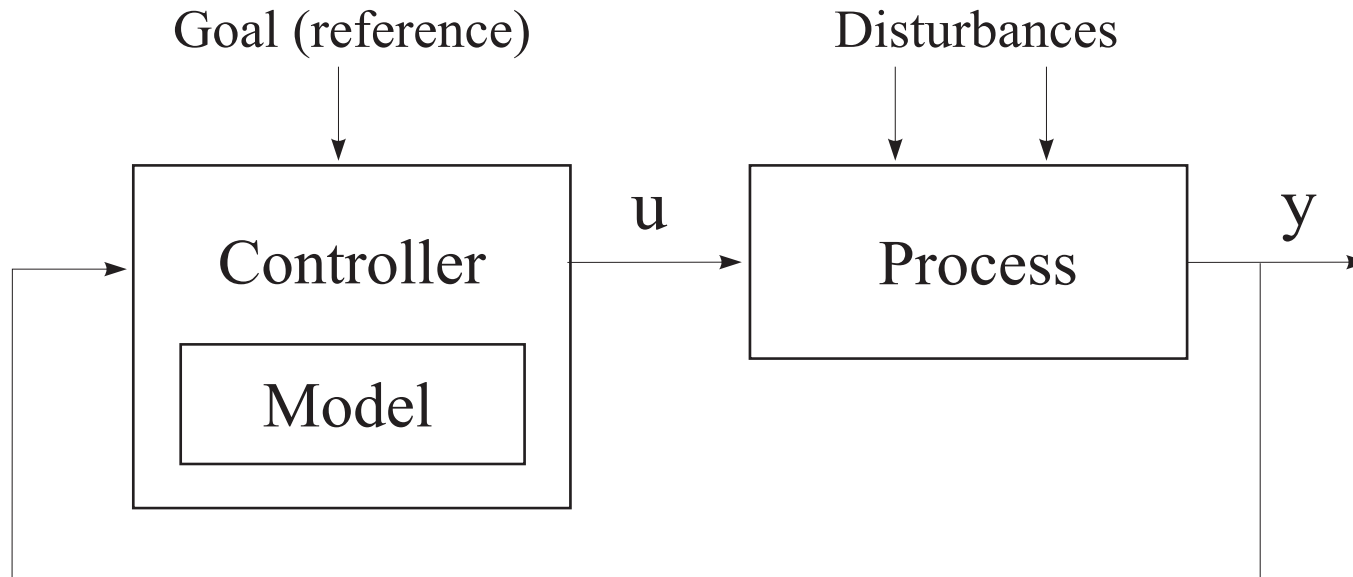 Goal (reference)
Disturbances
Controller
u
Process
y
Model